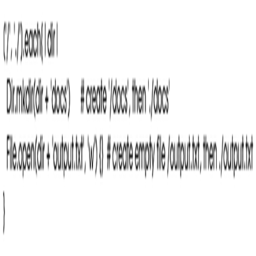 ('/', './').each{ | dir |
Dir.mkdir(dir + 'docs') # create '/docs', then './docs'
File.open(dir + 'output.txt', 'w') {} # create empty file /output.txt, then ./output.txt
}